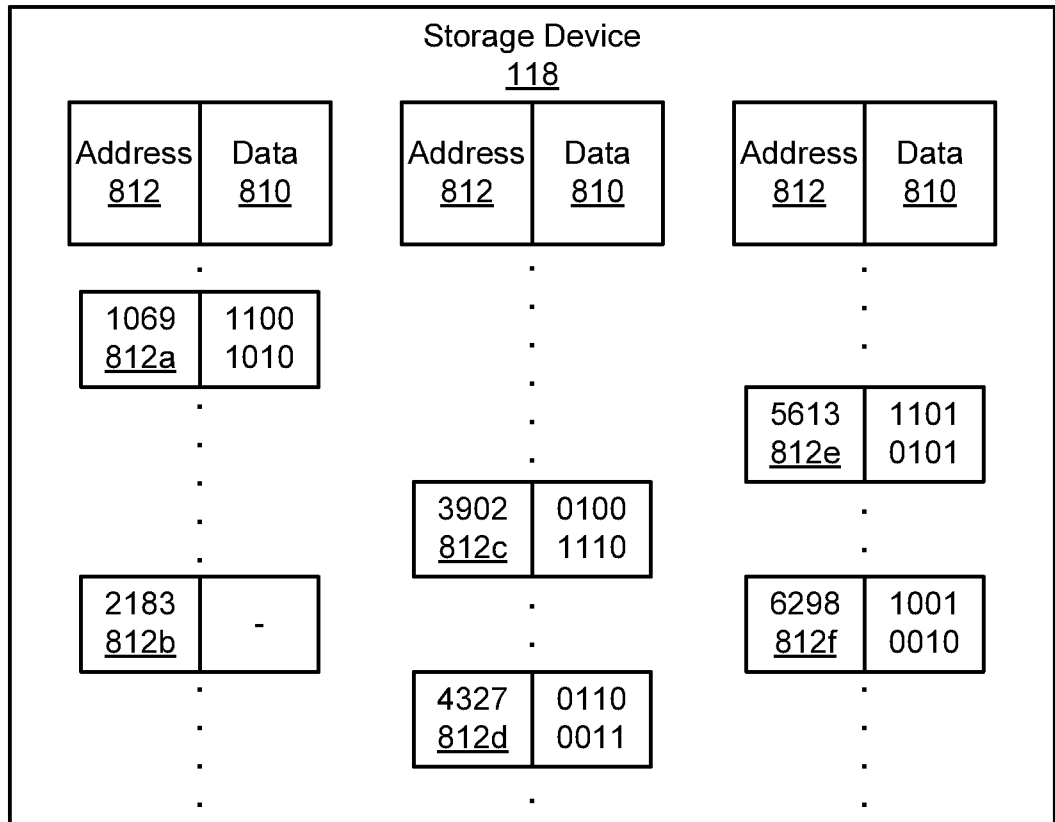 Storage Device
118
Address Data
812 810
Address Data
812 810
Address Data
812 810
1069 1100
812a 1010
2183 -
812b
3902 0100
812c 1110
4327 0110
812d 0011
5613 1101
812e 0101
6298 1001
812f 0010